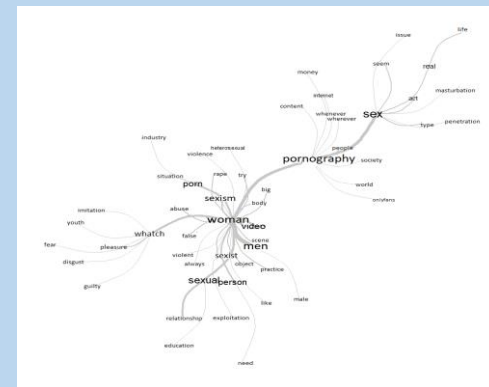 life
issue
seem
real
money
internet
masturbation
act
content
whenever
wherever
sex
type
penetration
industry
people
heterosexual
violence
pornography
society
situation
rape
try
porn
world
big
sexism
body
onlyfans
imitation
abuse
woman
youth
video
whatch
false
scene
men
fear
pleasure
violent
sexist
disgust
always
object
practice
sexual
person
guilty
like
male
relationship
exploitation
education
need